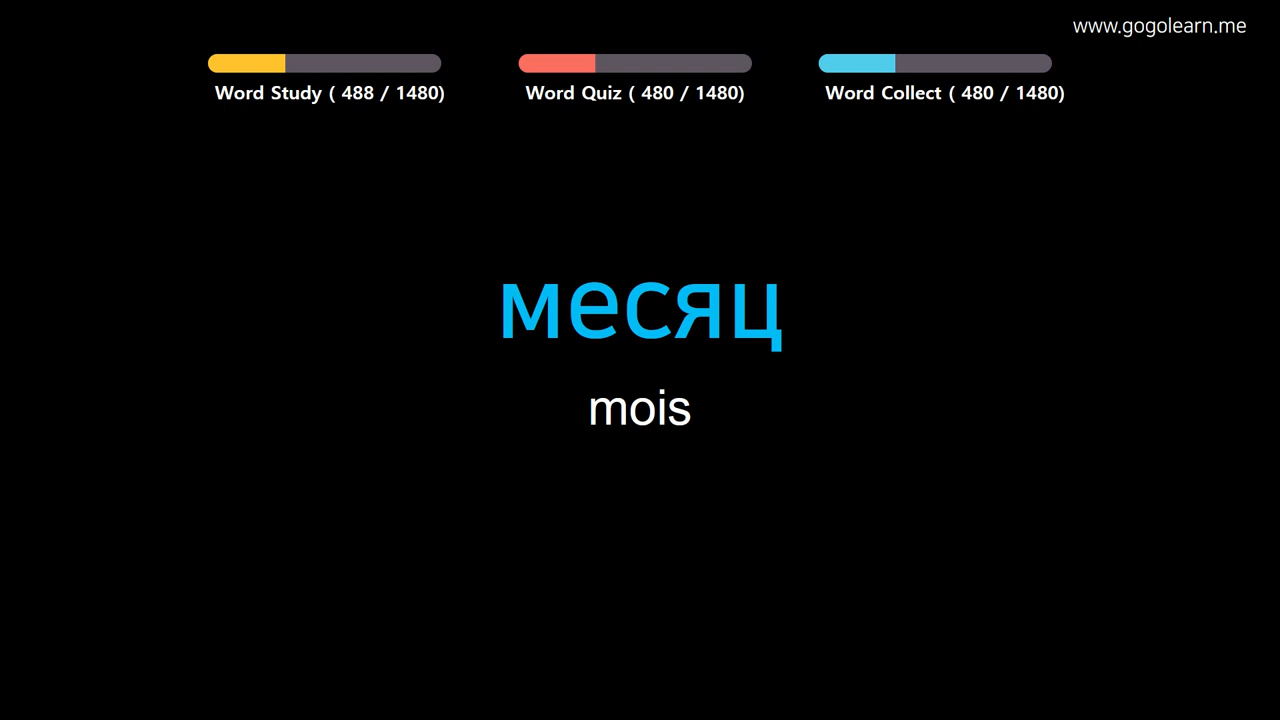 www.gogolearn.me
Word Study ( 488 / 1480)
Word Quiz ( 480 / 1480)
Word Collect ( 480 / 1480)
месяц
mois